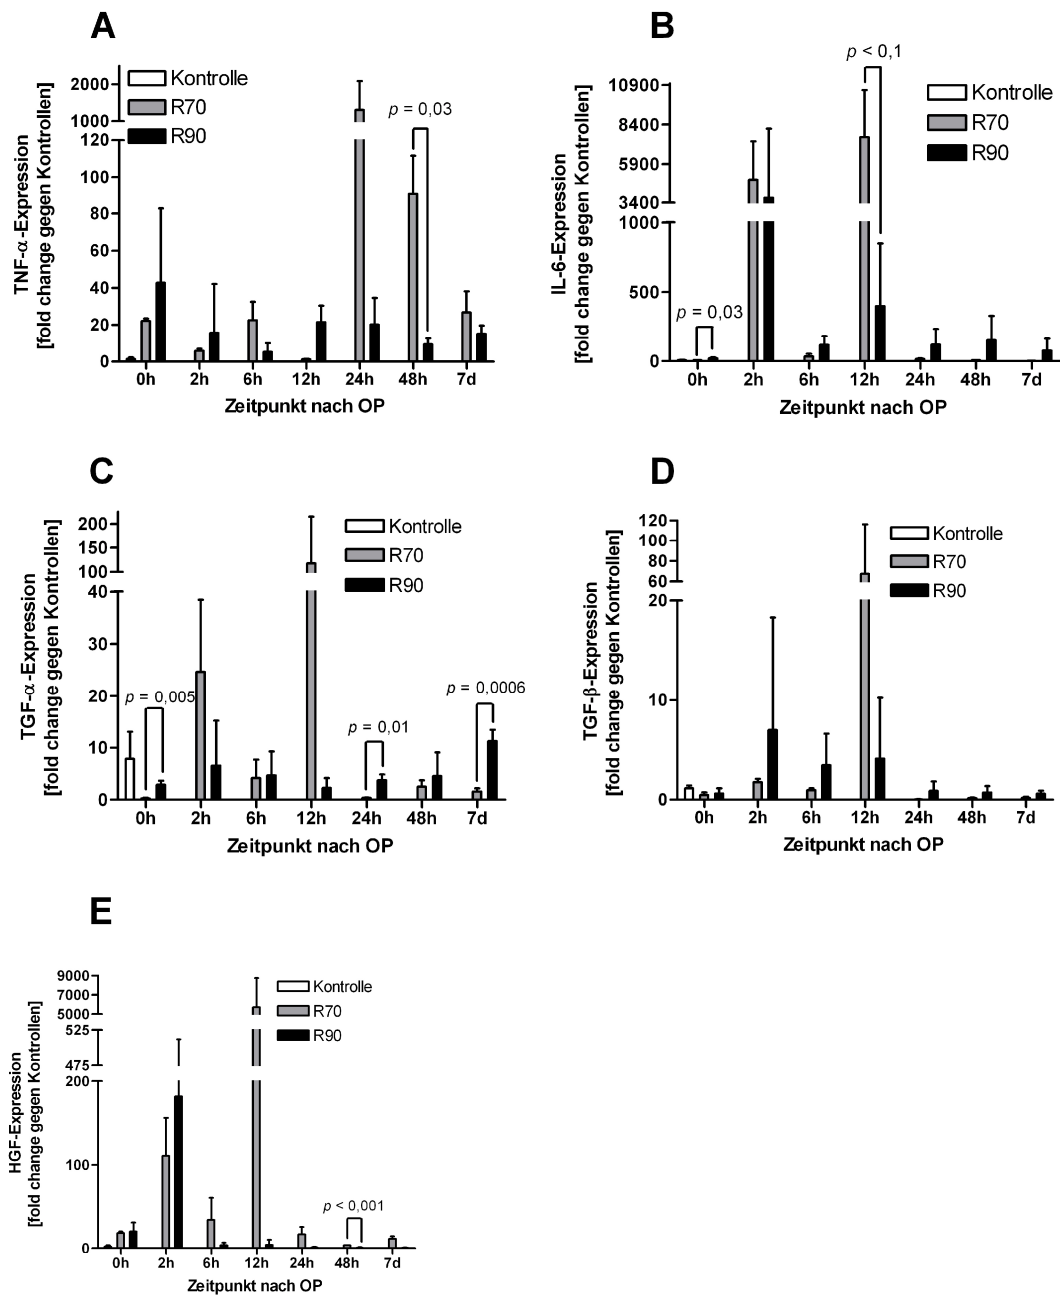 A
TNF-α-Expression
[fold change gegen Kontrollen]
Kontrolle
R70
R90
p = 0,03
2000
1000
120
100
80
60
40
20
0
0h 2h 6h 12h 24h 48h 7d
Zeitpunkt nach OP
B
IL-6-Expression
[fold change gegen Kontrollen]
p < 0,1
Kontrolle
R70
R90
10900
8400
5900
3400
1000
500
0
p = 0,03
0h 2h 6h 12h 24h 48h 7d
Zeitpunkt nach OP
C
TGF-α-Expression
[fold change gegen Kontrollen]
Kontrolle
R70
R90
200
150
100
40
30
20
10
0
p = 0,005
p = 0,01
p = 0,0006
0h 2h 6h 12h 24h 48h 7d
Zeitpunkt nach OP
D
TGF-β-Expression
[fold change gegen Kontrollen]
Kontrolle
R70
R90
120
100
80
60
20
10
0
0h 2h 6h 12h 24h 48h 7d
Zeitpunkt nach OP
E
HGF-Expression
[fold change gegen Kontrollen]
Kontrolle
R70
R90
9000
7000
5000
525
475
200
100
0
p < 0,001
0h 2h 6h 12h 24h 48h 7d
Zeitpunkt nach OP